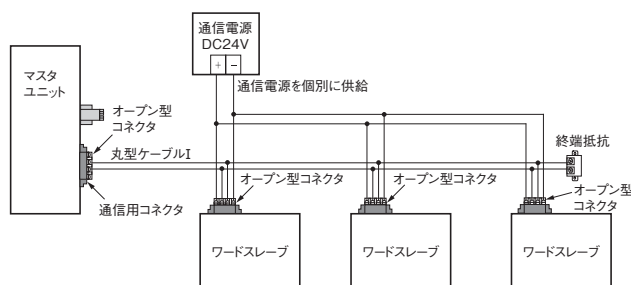 通信電源
DC24V
+ −
通信電源を個別に供給
マスタ
ユニット
オープン型
コネクタ
丸型ケーブルI
通信用コネクタ
オープン型コネクタ
オープン型コネクタ
終端抵抗
オープン型
コネクタ
ワードスレーブ
ワードスレーブ
ワードスレーブ